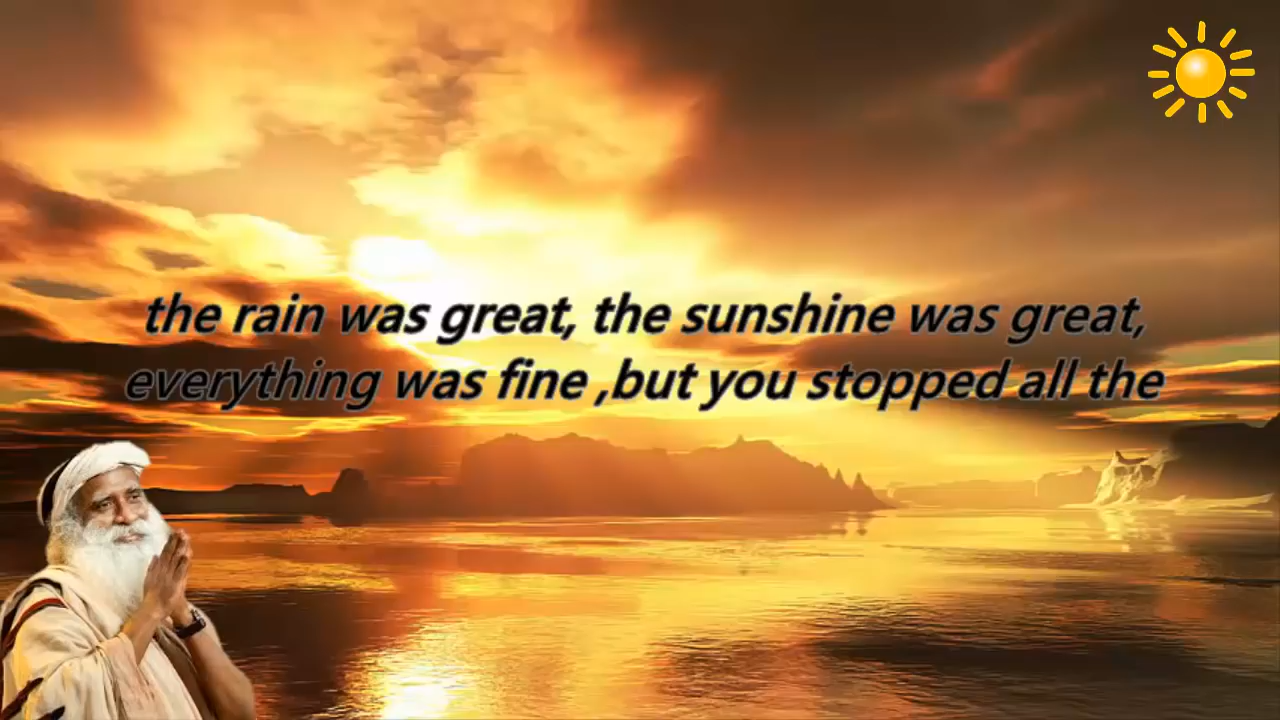 the rain was great, the sunshine was great,
everything was fine ,but you stopped all the